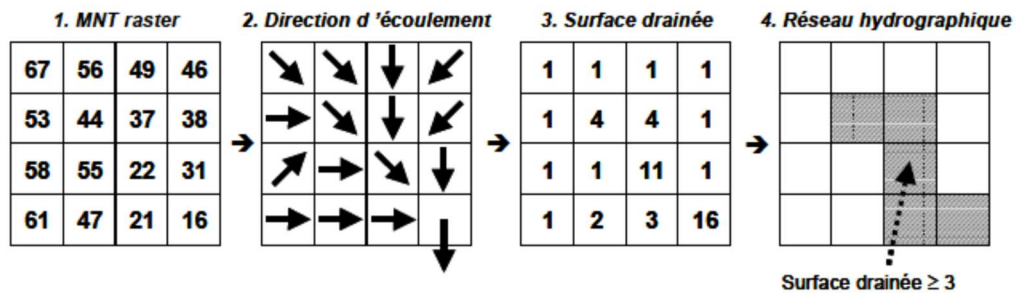 1. MNT raster
2. Direction d 'écoulement
3. Surface drainée
4. Réseau hydrographique
67 56 49 46
53 44 37 38
58 55 22 31
61 47 21 16
1 1 1 1
1 4 4 1
1 1 11 1
1 2 3 16
Surface drainée ≥ 3